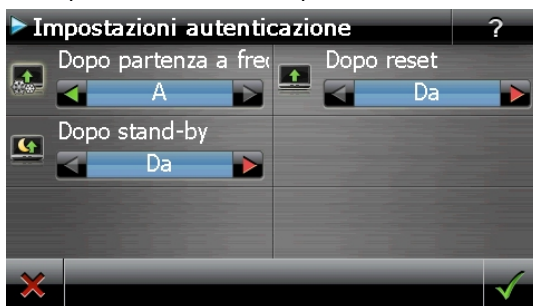 Impostazioni autenticazione ?
Dopo partenza a fre
A
Dopo reset
Da
Dopo stand-by
Da